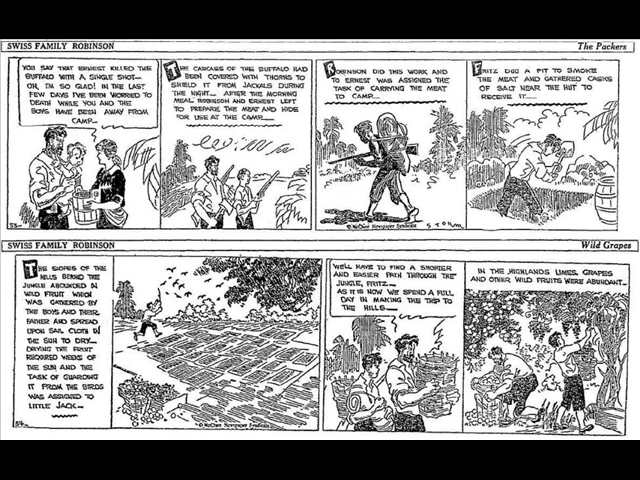 SWISS FAMILY ROBINSON
The Packers
YOU SAY THAT ERNEST KILLED THE
BUFFALO WITH A SINGLE SHOT—
OH, I'M SO GLAD! IN THE LAST
FEW DAYS I'VE BEEN WORRIED TO
DEATH WHILE YOU AND THE
BOYS HAVE BEEN AWAY FROM
CAMP—
53-
THE CARCASS OF THE BUFFALO HAD
BEEN COVERED WITH THORNS TO
SHIELD IT FROM JACKALS DURING
THE NIGHT— AFTER THE MORNING
MEAL ROBINSON AND ERNEST LEFT
TO PREPARE THE MEAT AND HIDE
FOR USE AT THE CAMP—
ROBINSON DID THIS WORK AND
TO ERNEST WAS ASSIGNED THE
TASK OF CARRYING THE MEAT
TO CAMP—
© McClure Newspaper Syndicate
STORM
FRITZ DUG A PIT TO SMOKE
THE MEAT AND GATHERED CASKS
OF SALT NEAR THE HUT TO
RECEIVE IT—
SWISS FAMILY ROBINSON
Wild Grapes
THE SLOPES OF THE
HILLS BEHIND THE
JUNGLE ABOUNDED IN
WILD FRUIT WHICH
WAS GATHERED BY
THE BOYS AND THEIR
FATHER AND SPREAD
UPON SAIL CLOTH IN
THE SUN TO DRY—
DRYING THE FRUIT
REQUIRED WEEKS OF
THE SUN AND THE
TASK OF GUARDING
IT FROM THE BIRDS
WAS ASSIGNED TO
LITTLE JACK—
54-
© McClure Newspaper Syndicate
WE'LL HAVE TO FIND A SHORTER
AND EASIER PATH THROUGH THE
JUNGLE, FRITZ—
AS IT IS NOW WE SPEND A FULL
DAY IN MAKING THE TRIP TO
THE HILLS—
IN THE HIGHLANDS LIMES, GRAPES
AND OTHER WILD FRUITS WERE ABUNDANT—